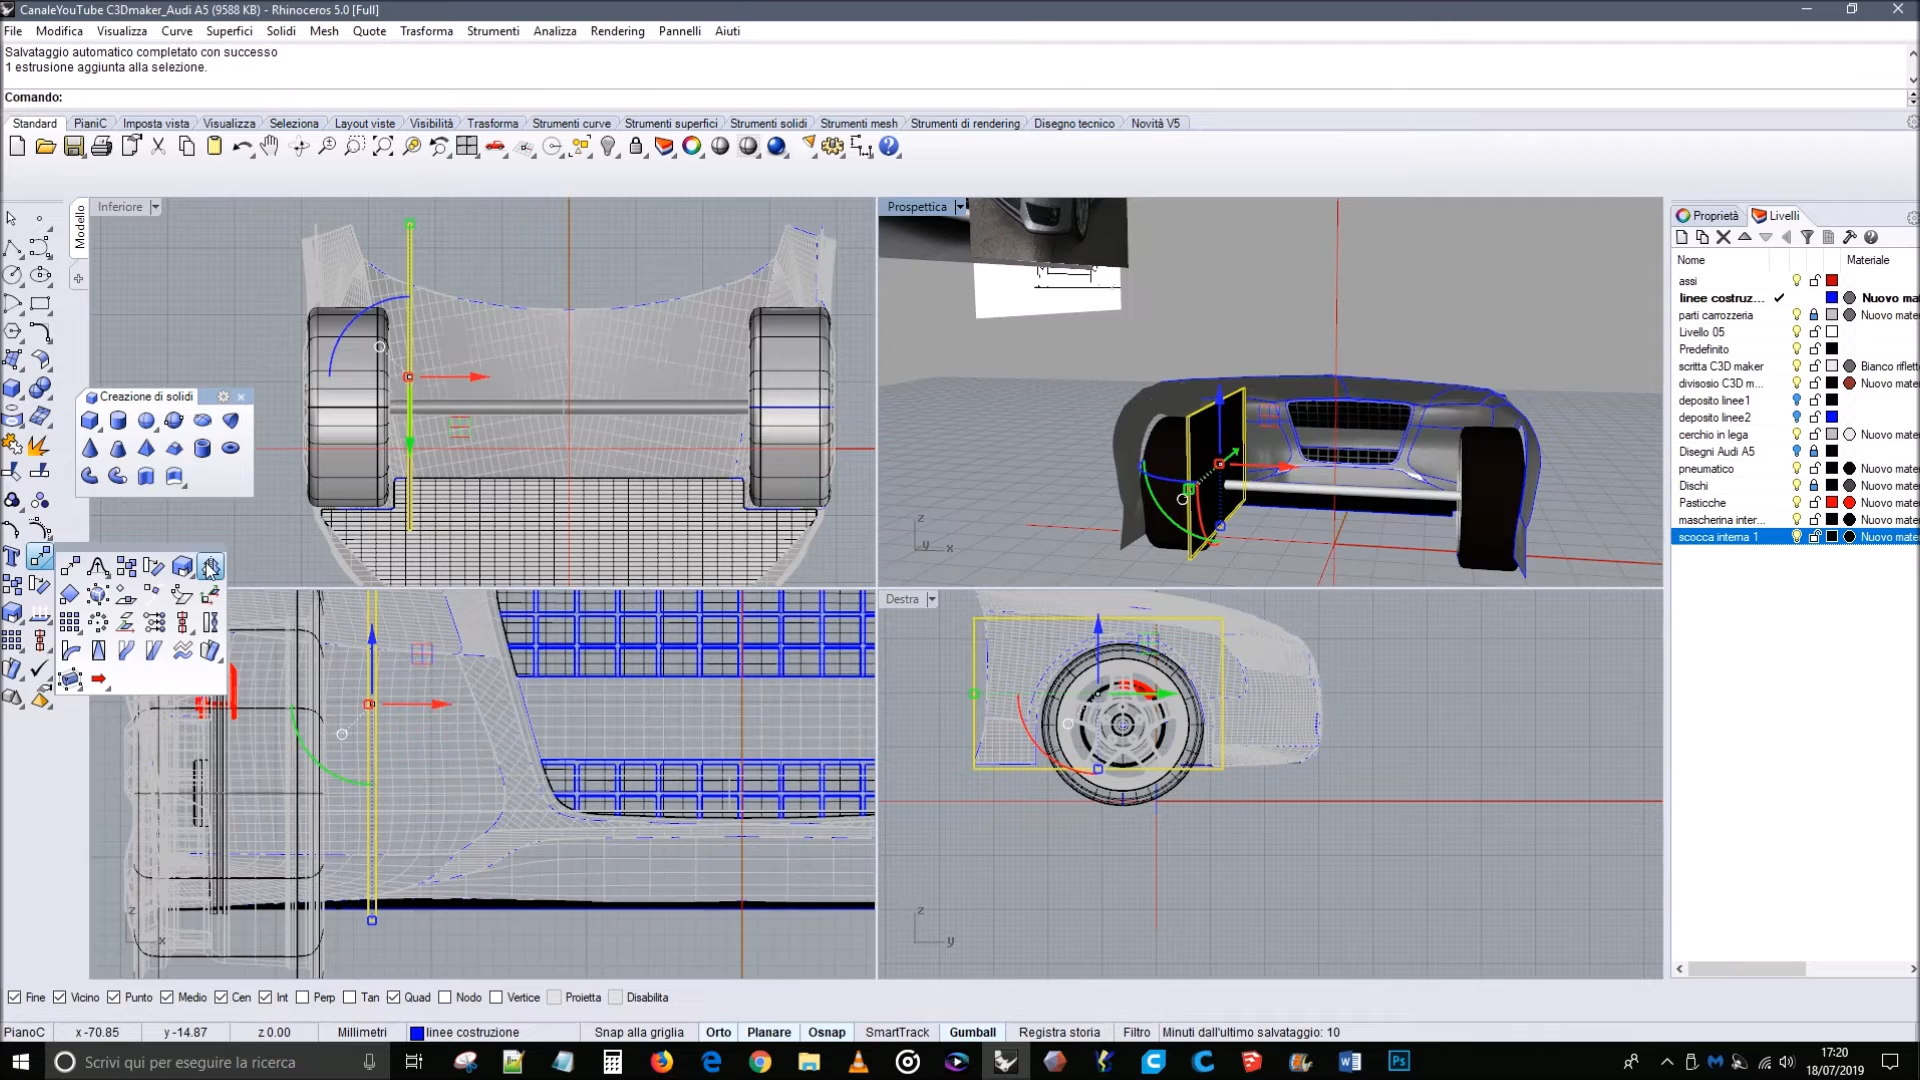 CanaleYouTube C3Dmaker_Audi A5 (9588 KB) - Rhinoceros 5.0 [Full]
File Modifica Visualizza Curve Superfici Solidi Mesh Quote Trasforma Strumenti Analizza Rendering Pannelli Aiuti
Salvataggio automatico completato con successo
1 estrusione aggiunta alla selezione.
Comando:
Standard PianiC Imposta vista Visualizza Seleziona Layout viste Visibilità Trasforma Strumenti curve Strumenti superfici Strumenti solidi Strumenti mesh Strumenti di rendering Disegno tecnico Novità V5
Modello
Inferiore
Prospettica
Proprietà Livelli
Nome Materiale
assi
linee costruz... Nuovo ma
parti carrozzeria Nuovo mate
Livello 05
Predefinito
scritta C3D maker Bianco riflett
divisosio C3D m... Nuovo mate
deposito linee1
deposito linee2
cerchio in lega Nuovo mate
Disegni Audi A5
pneumatico Nuovo mate
Dischi Nuovo mate
Pasticche Nuovo mate
mascherina inter... Nuovo mate
scocca interna 1 Nuovo mate
Creazione di solidi
z
y x
Destra
z
x
z
y
Fine Vicino Punto Medio Cen Int Perp Tan Quad Nodo Vertice Proietta Disabilita
PianoC x -70.85 y -14.87 z 0.00 Millimetri linee costruzione Snap alla griglia Orto Planare Osnap SmartTrack Gumball Registra storia Filtro Minuti dall'ultimo salvataggio: 10
Scrivi qui per eseguire la ricerca
Ps
17:20
18/07/2019